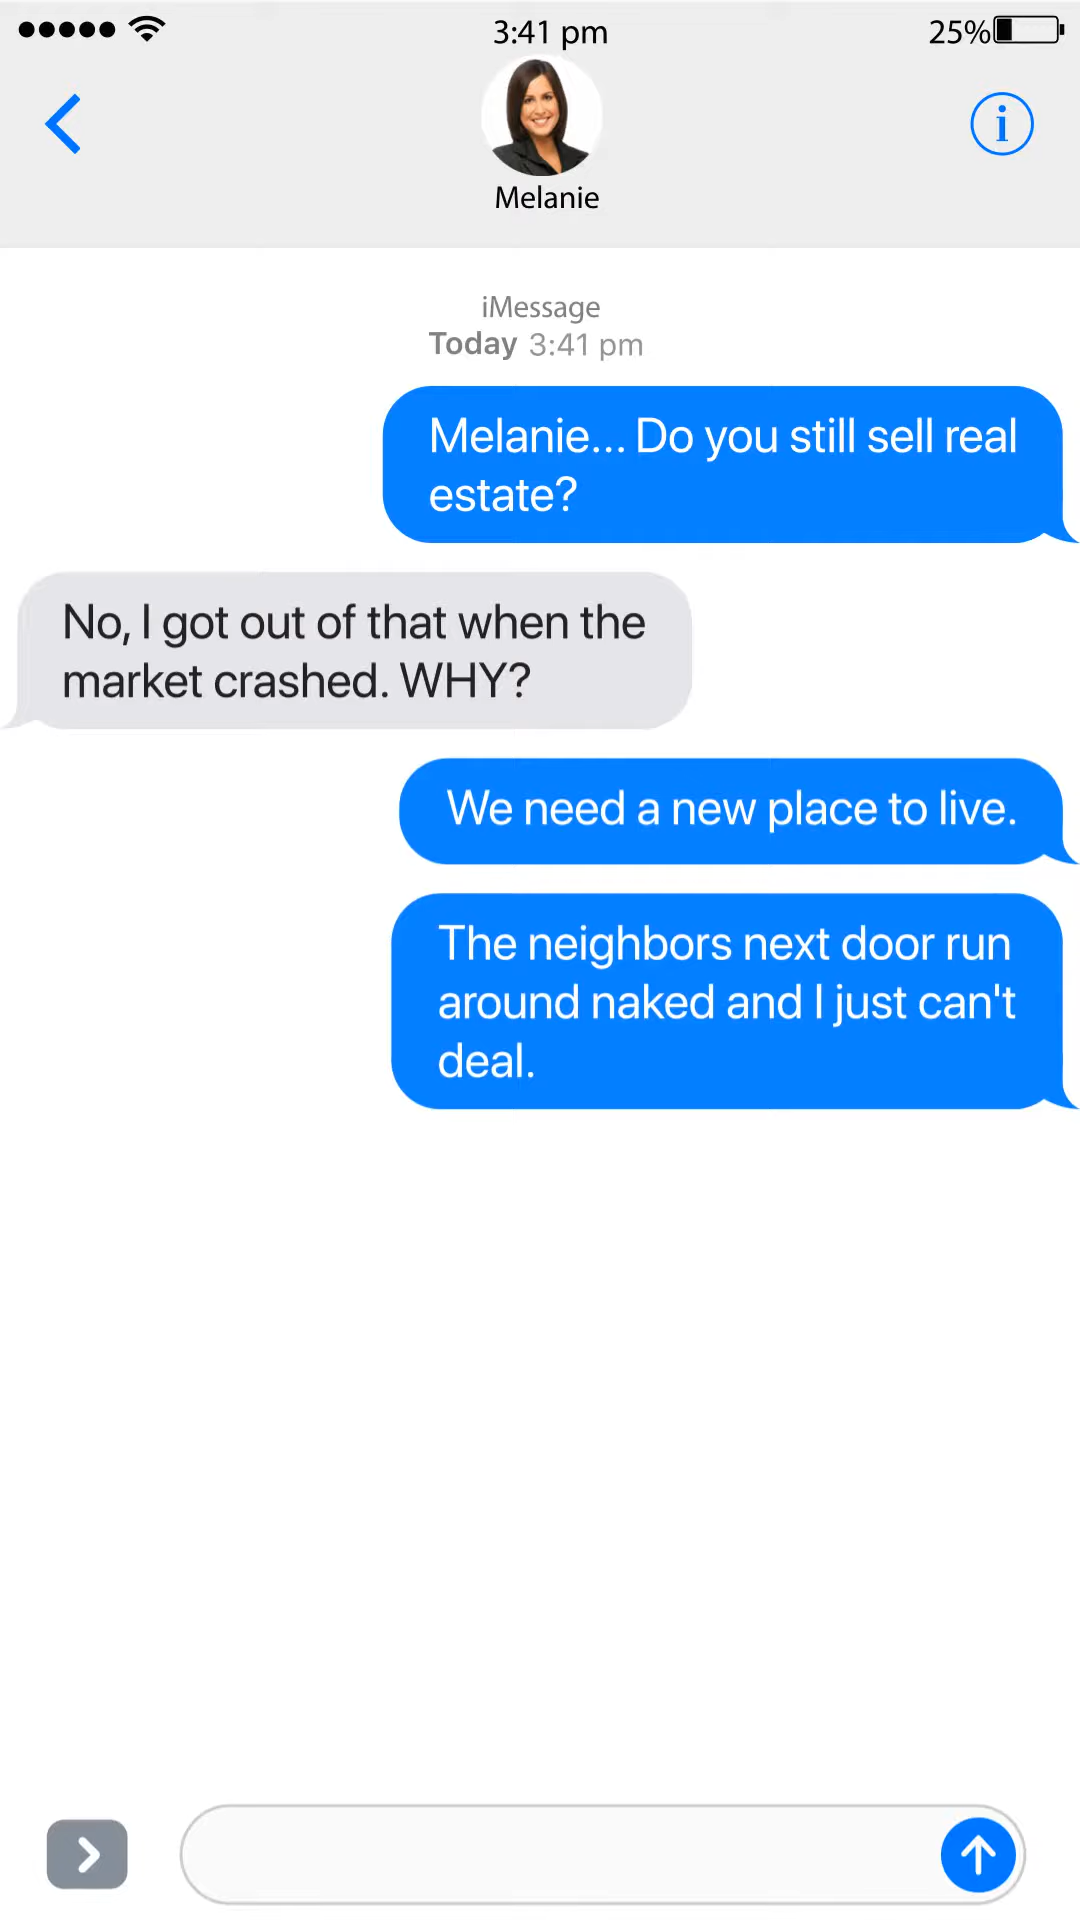 3:41 pm
25%
i
Melanie
iMessage
Today 3:41 pm
Melanie... Do you still sell real
estate?
No, I got out of that when the
market crashed. WHY?
We need a new place to live.
The neighbors next door run
around naked and I just can't
deal.